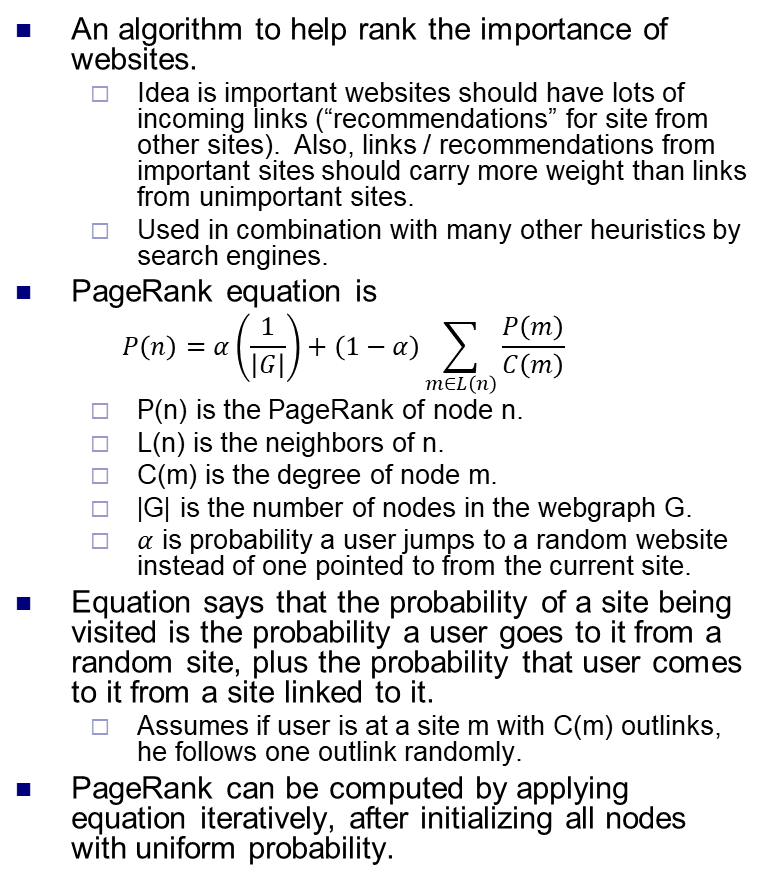 An algorithm to help rank the importance of
websites.
Idea is important websites should have lots of
incoming links (“recommendations” for site from
other sites).  Also, links / recommendations from
important sites should carry more weight than links
from unimportant sites.
Used in combination with many other heuristics by
search engines.
PageRank equation is
P(n) = α(1/|G|) + (1 − α) ∑_{m∈L(n)} P(m)/C(m)
P(n) is the PageRank of node n.
L(n) is the neighbors of n.
C(m) is the degree of node m.
|G| is the number of nodes in the webgraph G.
α is probability a user jumps to a random website
instead of one pointed to from the current site.
Equation says that the probability of a site being
visited is the probability a user goes to it from a
random site, plus the probability that user comes
to it from a site linked to it.
Assumes if user is at a site m with C(m) outlinks,
he follows one outlink randomly.
PageRank can be computed by applying
equation iteratively, after initializing all nodes
with uniform probability.